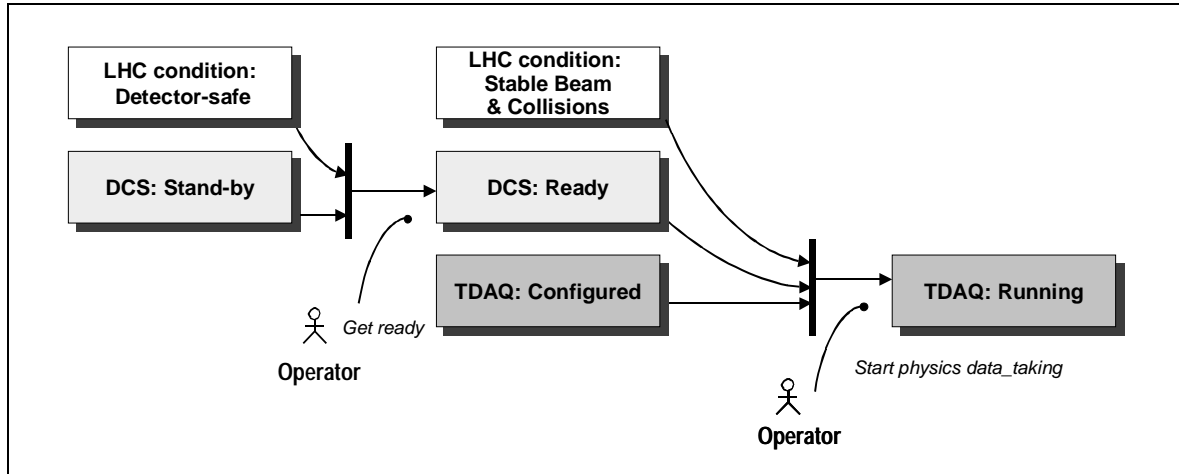 LHC condition:
Detector-safe
LHC condition:
Stable Beam
& Collisions
DCS: Stand-by
DCS: Ready
TDAQ: Configured
TDAQ: Running
Get ready
Operator
Start physics data_taking
Operator